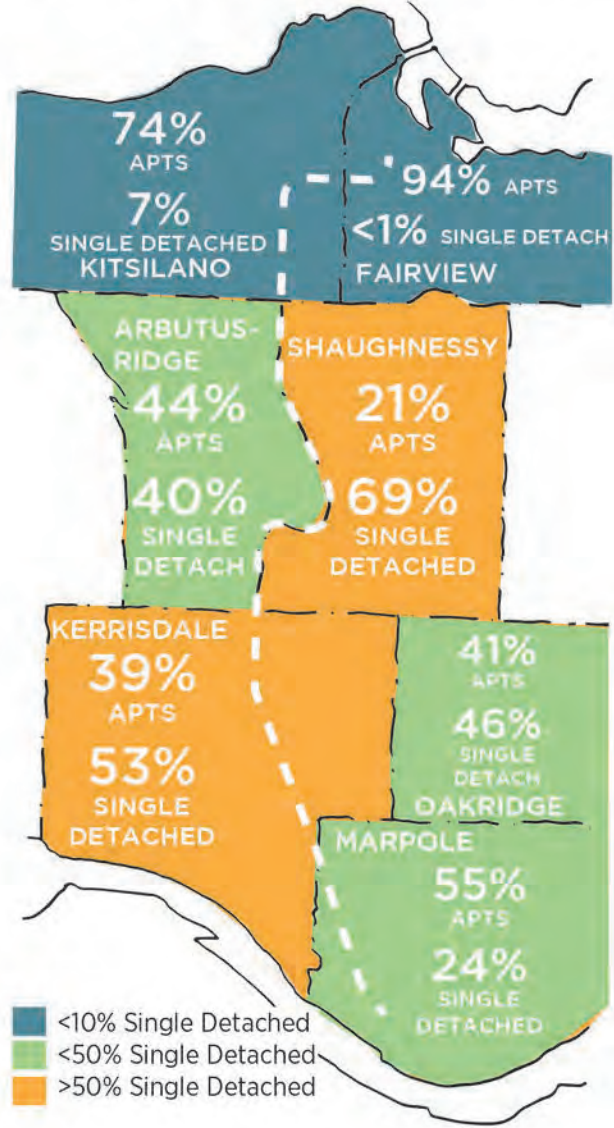 74%
APTS
7%
SINGLE DETACHED
KITSILANO
94% APTS
<1% SINGLE DETACH
FAIRVIEW
ARBUTUS-
RIDGE
44%
APTS
40%
SINGLE
DETACH
SHAUGHNESSY
21%
APTS
69%
SINGLE
DETACHED
KERRISDALE
39%
APTS
53%
SINGLE
DETACHED
41%
APTS
46%
SINGLE
DETACH
OAKRIDGE
MARPOLE
55%
APTS
24%
SINGLE
DETACHED
<10% Single Detached
<50% Single Detached
>50% Single Detached